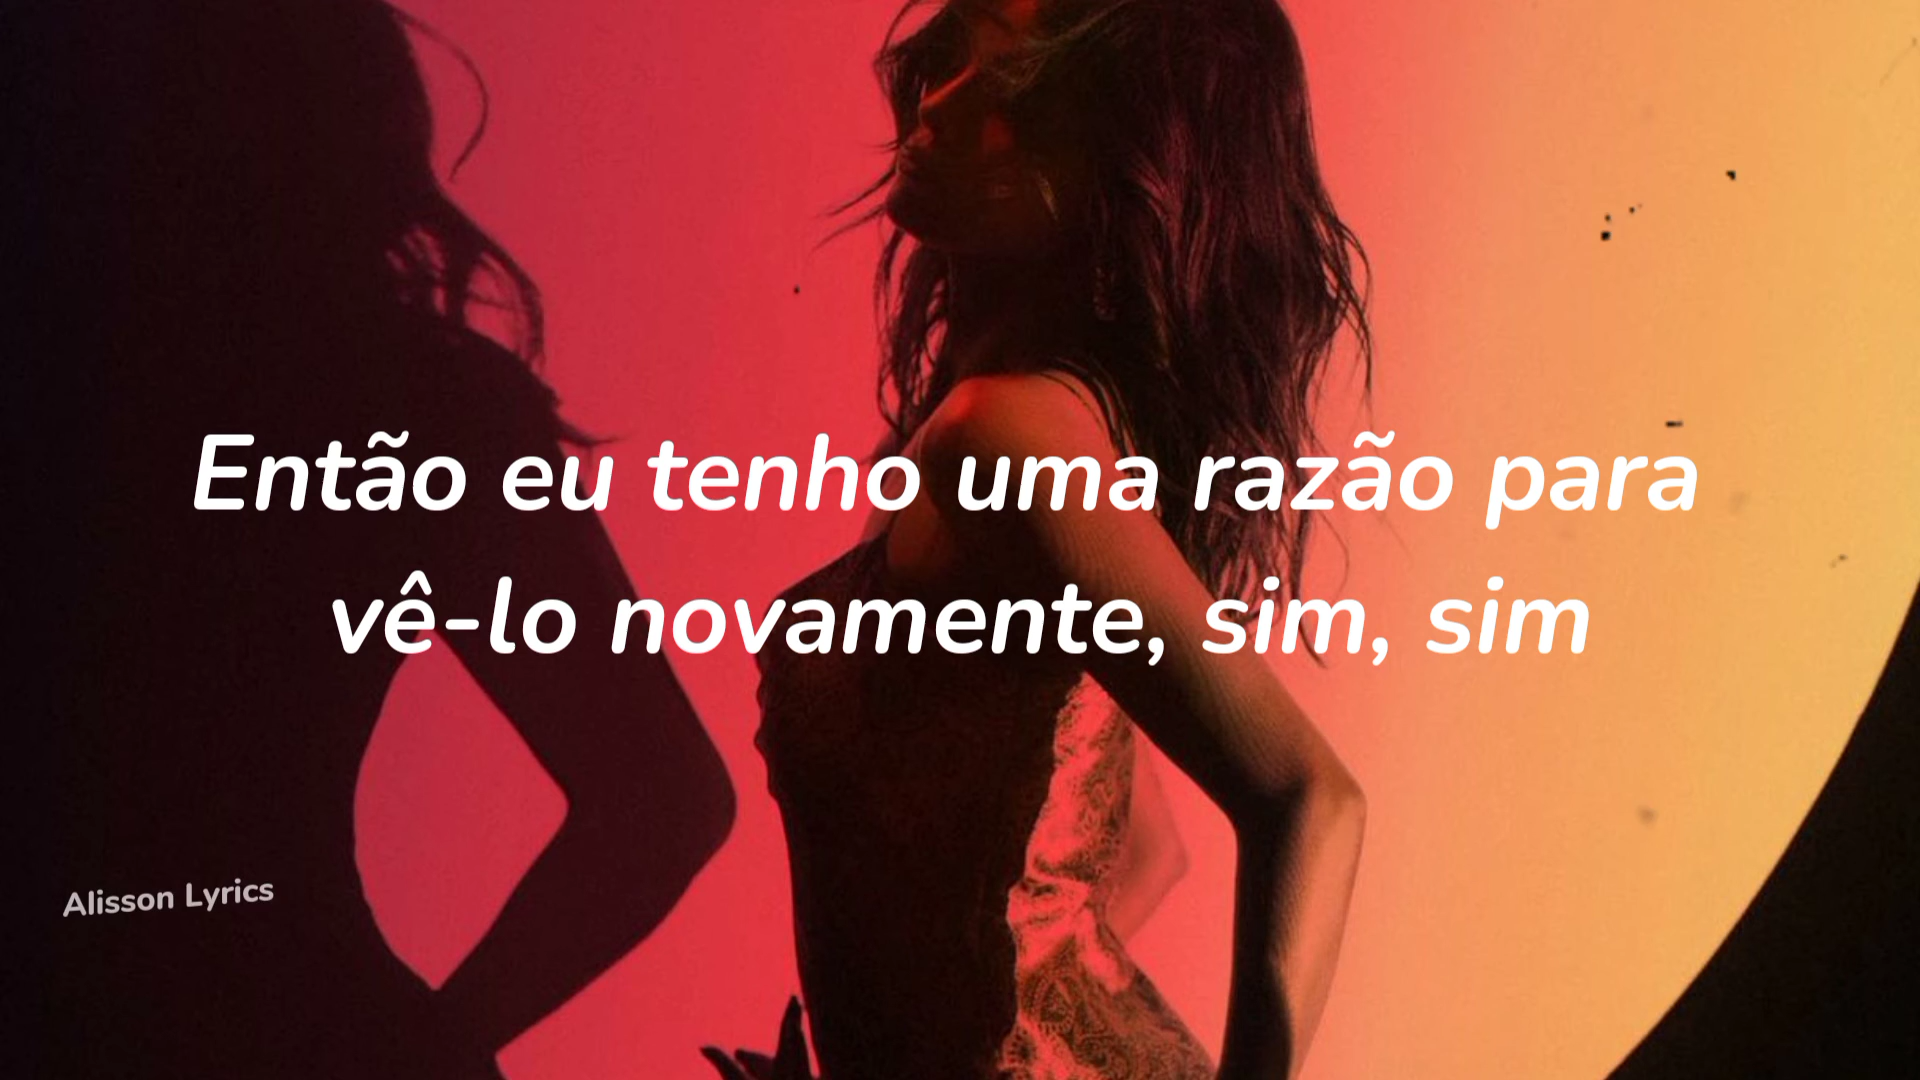 Então eu tenho uma razão para
vê-lo novamente, sim, sim
Alisson Lyrics